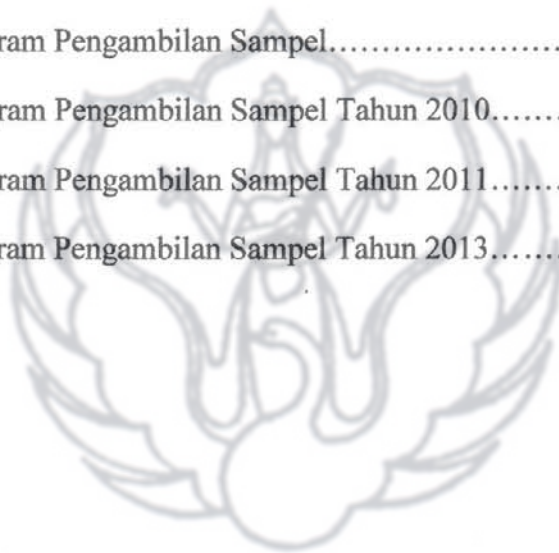 ram Pengambilan Sampel........................
ram Pengambilan Sampel Tahun 2010.......
ram Pengambilan Sampel Tahun 2011.......
ram Pengambilan Sampel Tahun 2013.......